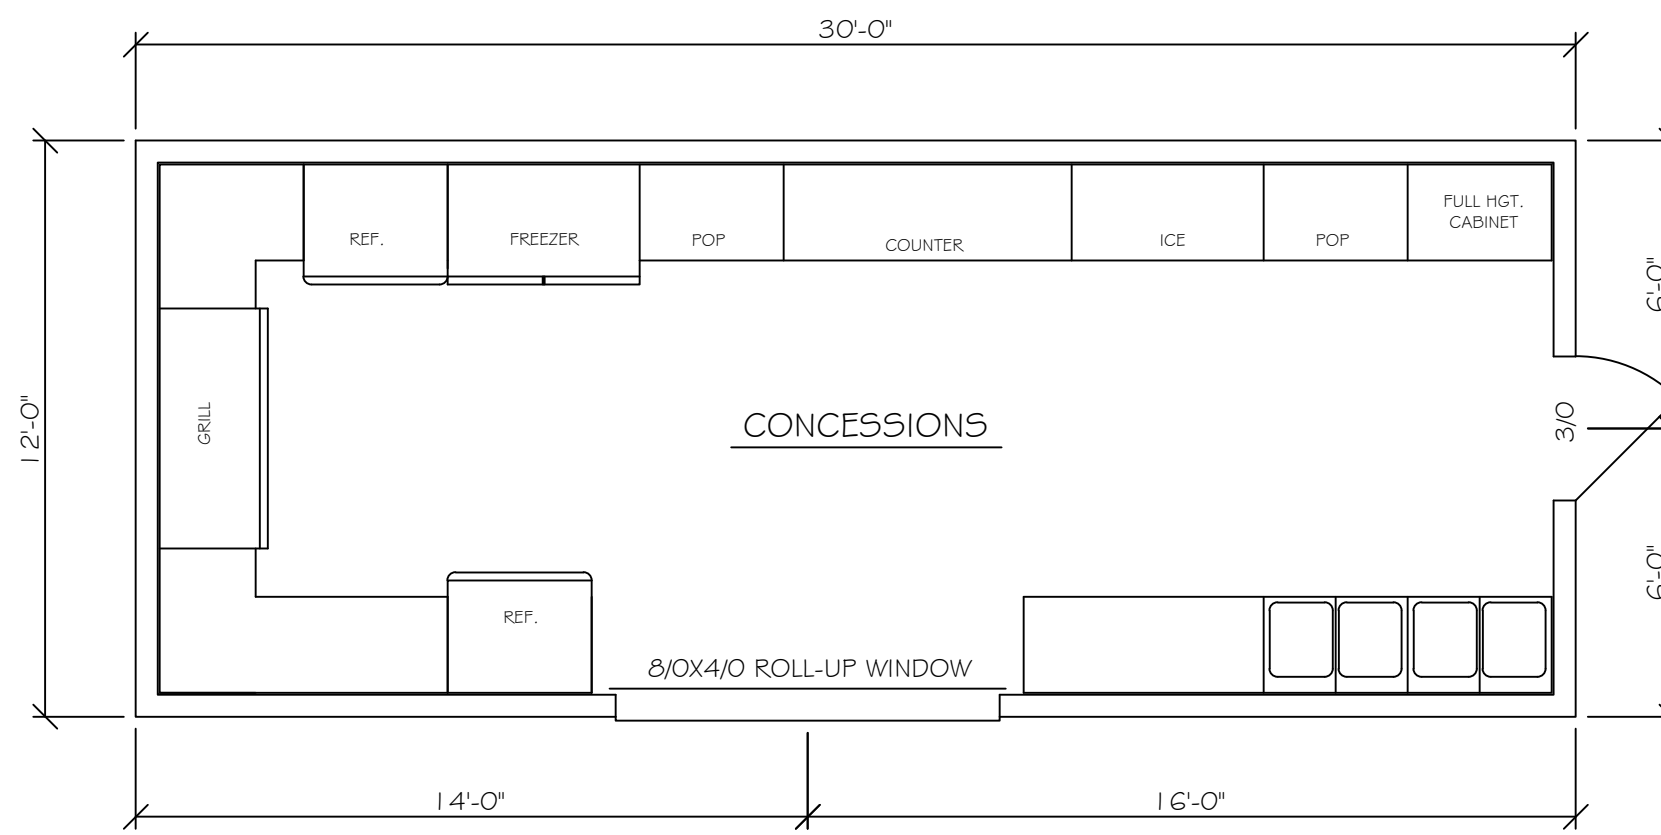 30'-0"
FULL HGT.
CABINET
REF.
FREEZER
POP
COUNTER
ICE
POP
6'-0"
GRILL
12'-0"
CONCESSIONS
3/0
6'-0"
REF.
8/0X4/0 ROLL-UP WINDOW
14'-0"
16'-0"